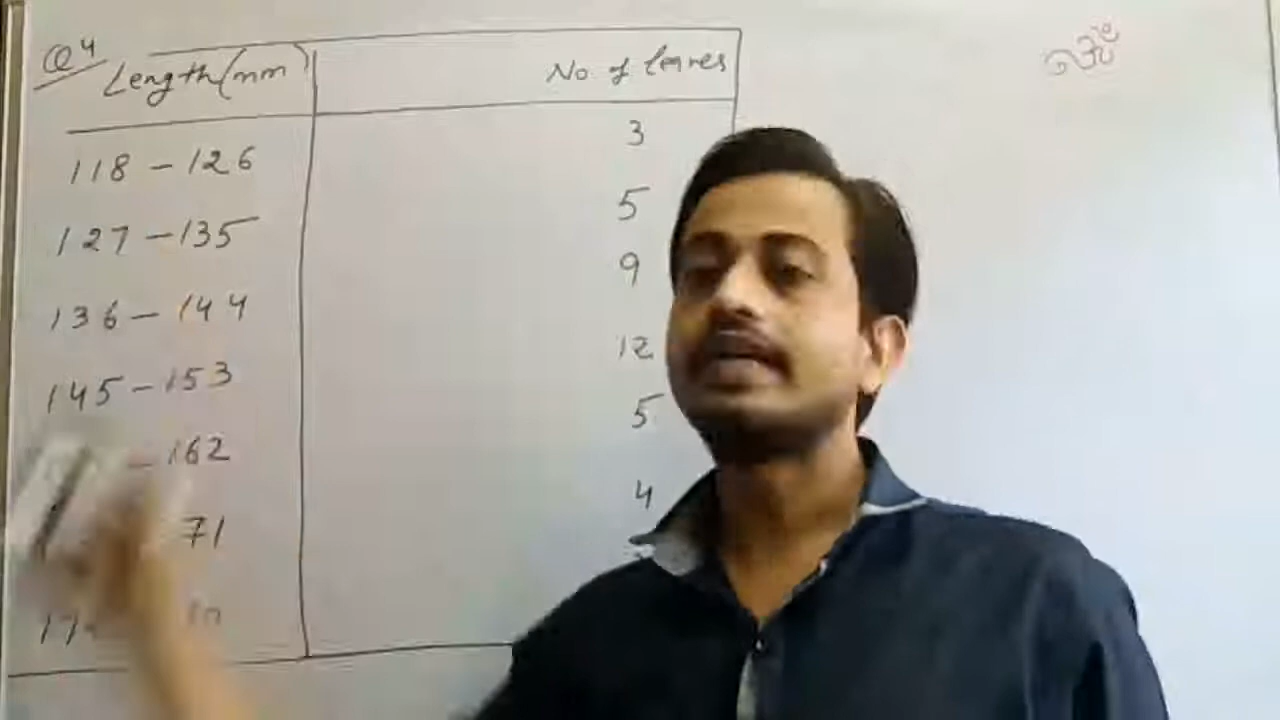 Q4
Length(mm) No of leaves
118 - 126 3
127 - 135 5
136 - 144 9
145 - 153 12
- 162 5
71 4